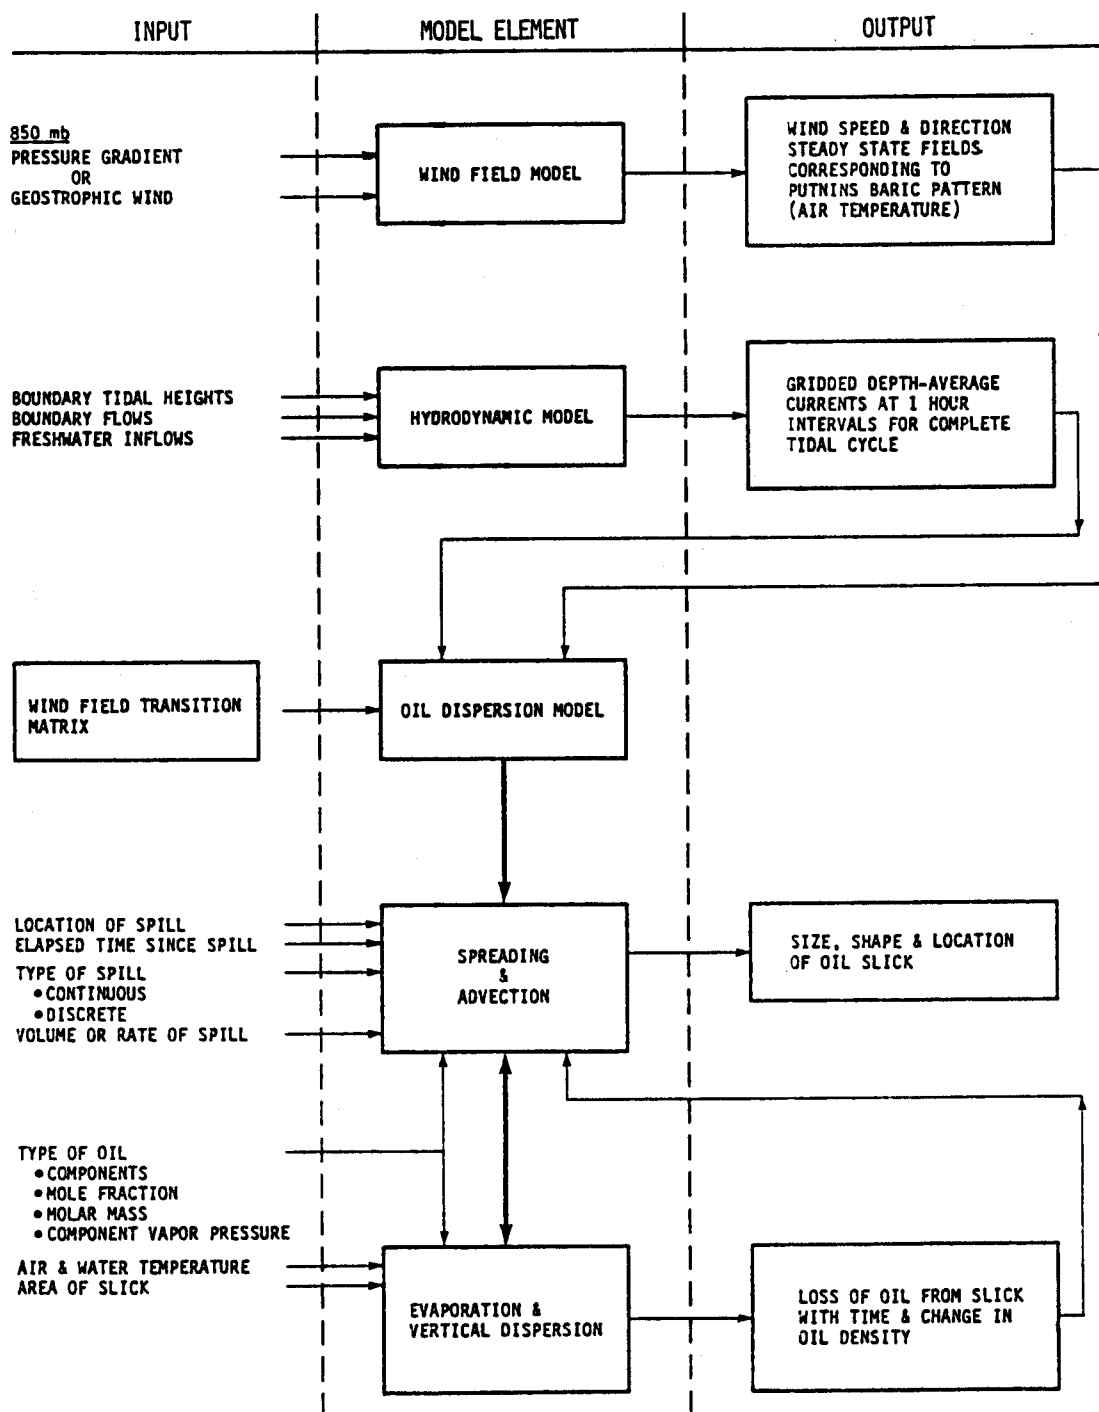 INPUT
MODEL ELEMENT
OUTPUT
850 mb
PRESSURE GRADIENT
OR
GEOSTROPHIC WIND
WIND FIELD MODEL
WIND SPEED & DIRECTION
STEADY STATE FIELDS
CORRESPONDING TO
PUTNINS BARIC PATTERN
(AIR TEMPERATURE)
BOUNDARY TIDAL HEIGHTS
BOUNDARY FLOWS
FRESHWATER INFLOWS
HYDRODYNAMIC MODEL
GRIDDED DEPTH-AVERAGE
CURRENTS AT 1 HOUR
INTERVALS FOR COMPLETE
TIDAL CYCLE
WIND FIELD TRANSITION
MATRIX
OIL DISPERSION MODEL
LOCATION OF SPILL
ELAPSED TIME SINCE SPILL
TYPE OF SPILL
•CONTINUOUS
•DISCRETE
VOLUME OR RATE OF SPILL
SPREADING
&
ADVECTION
SIZE, SHAPE & LOCATION
OF OIL SLICK
TYPE OF OIL
•COMPONENTS
•MOLE FRACTION
•MOLAR MASS
•COMPONENT VAPOR PRESSURE
AIR & WATER TEMPERATURE
AREA OF SLICK
EVAPORATION &
VERTICAL DISPERSION
LOSS OF OIL FROM SLICK
WITH TIME & CHANGE IN
OIL DENSITY